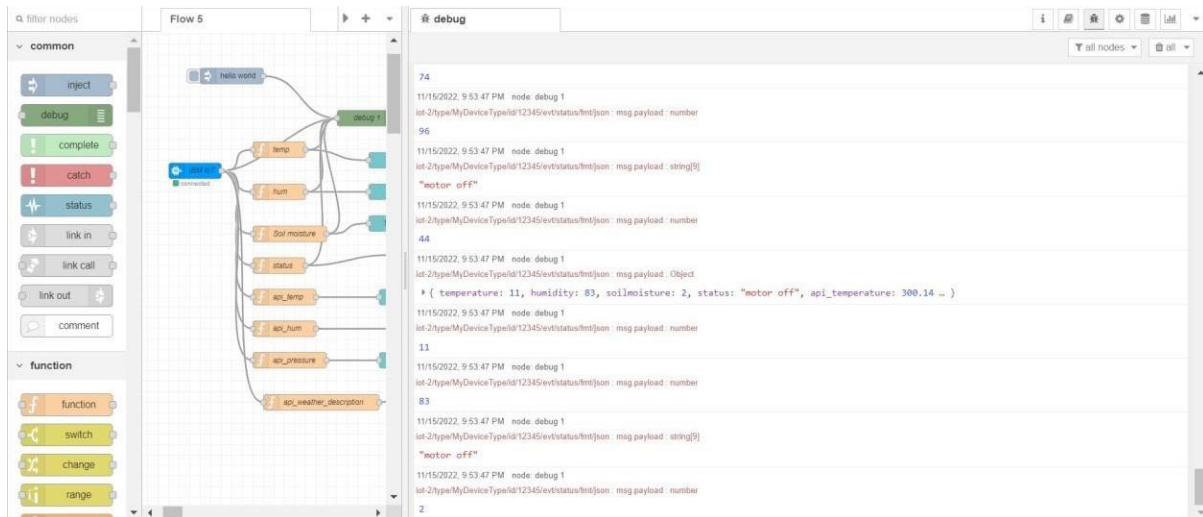 filter nodes
common
inject
debug
complete
catch
status
link in
link call
link out
comment
function
function
switch
change
range
Flow 5
hello world
debug 1
temp
connected
hum
Soil moisture
status
api_temp
api_hum
api_pressure
api_weather_description
debug
all nodes
all
74
11/15/2022, 9:53:47 PM node: debug 1
iot-2/type/MyDeviceType/id/12345/evt/status/fmt/json : msg.payload : number
96
11/15/2022, 9:53:47 PM node: debug 1
iot-2/type/MyDeviceType/id/12345/evt/status/fmt/json : msg.payload : string[9]
"motor off"
11/15/2022, 9:53:47 PM node: debug 1
iot-2/type/MyDeviceType/id/12345/evt/status/fmt/json : msg.payload : number
44
11/15/2022, 9:53:47 PM node: debug 1
iot-2/type/MyDeviceType/id/12345/evt/status/fmt/json : msg.payload : Object
{ temperature: 11, humidity: 83, soilmoisture: 2, status: "motor off", api_temperature: 300.14 … }
11/15/2022, 9:53:47 PM node: debug 1
iot-2/type/MyDeviceType/id/12345/evt/status/fmt/json : msg.payload : number
11
11/15/2022, 9:53:47 PM node: debug 1
iot-2/type/MyDeviceType/id/12345/evt/status/fmt/json : msg.payload : number
83
11/15/2022, 9:53:47 PM node: debug 1
iot-2/type/MyDeviceType/id/12345/evt/status/fmt/json : msg.payload : string[9]
"motor off"
11/15/2022, 9:53:47 PM node: debug 1
iot-2/type/MyDeviceType/id/12345/evt/status/fmt/json : msg.payload : number
2